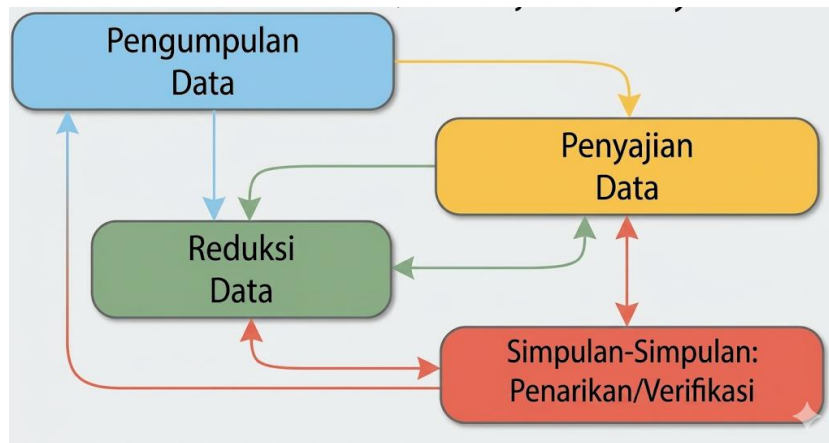 Pengumpulan
Data
Penyajian
Data
Reduksi
Data
Simpulan-Simpulan:
Penarikan/Verifikasi